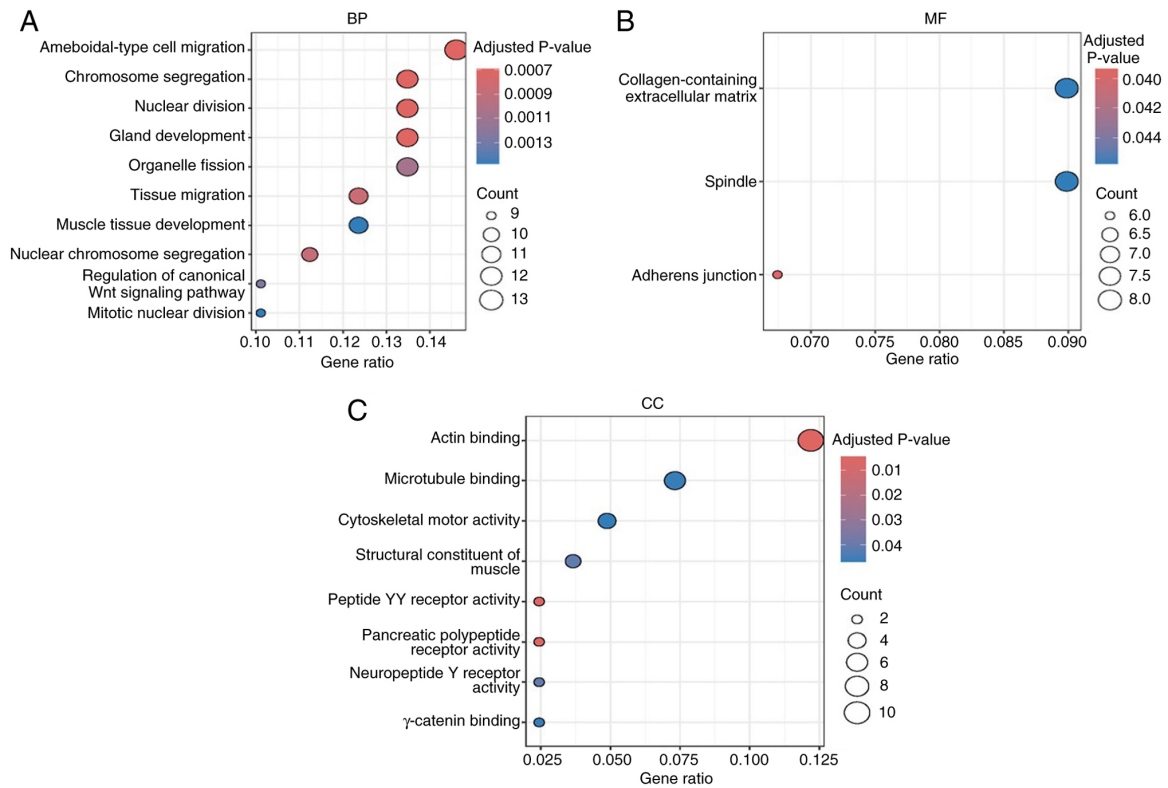 A
BP
Ameboidal-type cell migration
Chromosome segregation
Nuclear division
Gland development
Organelle fission
Tissue migration
Muscle tissue development
Nuclear chromosome segregation
Regulation of canonical
Wnt signaling pathway
Mitotic nuclear division
0.10 0.11 0.12 0.13 0.14
Gene ratio
Adjusted P-value
0.0007
0.0009
0.0011
0.0013
Count
9
10
11
12
13
B
MF
Collagen-containing
extracellular matrix
Spindle
Adherens junction
0.070 0.075 0.080 0.085 0.090
Gene ratio
Adjusted
P-value
0.040
0.042
0.044
Count
6.0
6.5
7.0
7.5
8.0
C
CC
Actin binding
Microtubule binding
Cytoskeletal motor activity
Structural constituent of
muscle
Peptide YY receptor activity
Pancreatic polypeptide
receptor activity
Neuropeptide Y receptor
activity
γ-catenin binding
0.025 0.050 0.075 0.100 0.125
Gene ratio
Adjusted P-value
0.01
0.02
0.03
0.04
Count
2
4
6
8
10